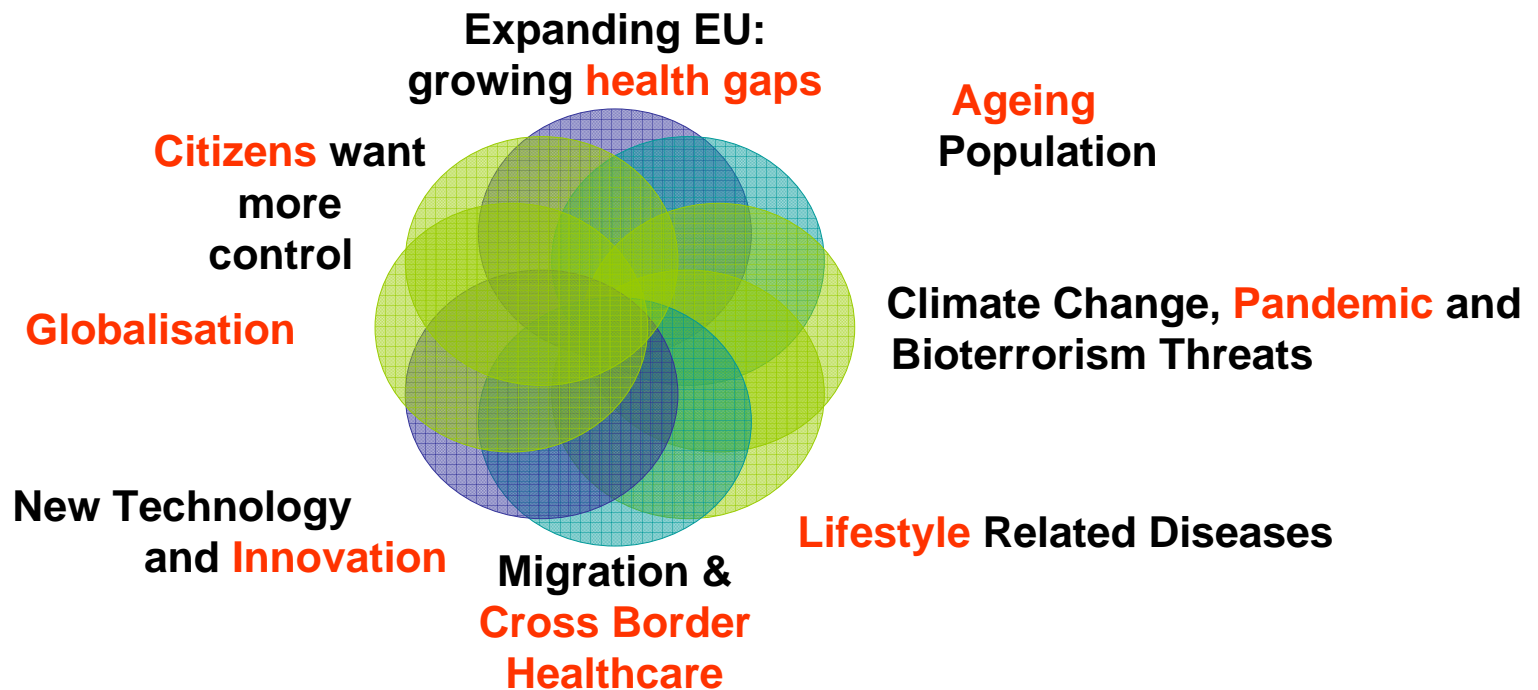 Expanding EU:
growing health gaps
Ageing
Population
Climate Change, Pandemic and
Bioterrorism Threats
Lifestyle Related Diseases
Migration &
Cross Border
Healthcare
New Technology
and Innovation
Globalisation
Citizens want
more
control